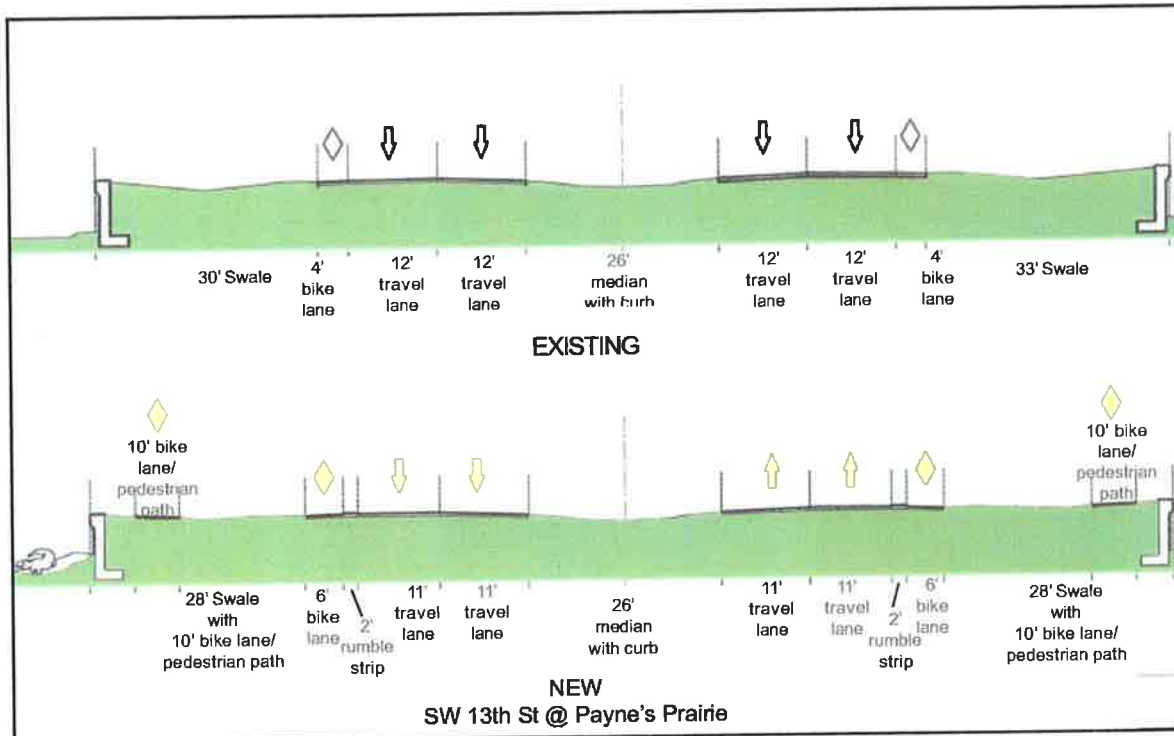 30' Swale
4'
bike
lane
12'
travel
lane
12'
travel
lane
26'
median
with curb
12'
travel
lane
12'
travel
lane
4'
bike
lane
33' Swale
EXISTING
10' bike
lane/
pedestrian
path
10' bike
lane/
pedestrian
path
28' Swale
with
10' bike lane/
pedestrian path
6'
bike
lane
2'
rumble
strip
11'
travel
lane
11'
travel
lane
26'
median
with curb
11'
travel
lane
11'
travel
lane
2'
rumble
strip
6'
bike
lane
28' Swale
with
10' bike lane/
pedestrian path
NEW
SW 13th St @ Payne's Prairie